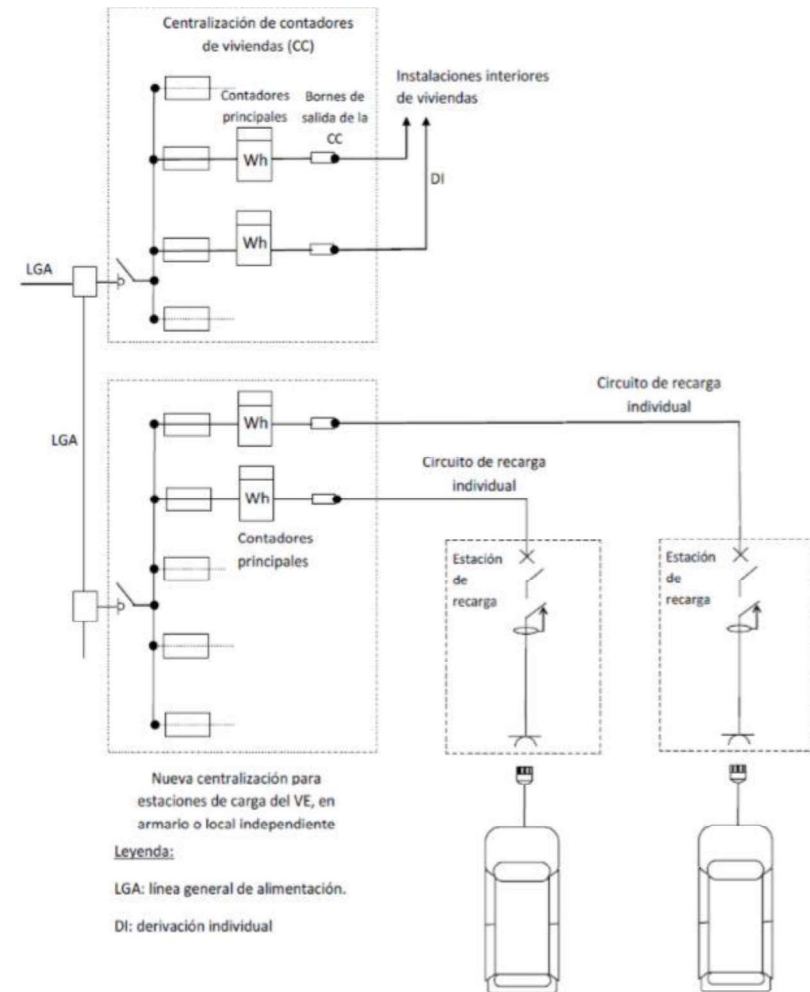 Centralización de contadores
de viviendas (CC)
Instalaciones interiores
de viviendas
Contadores
principales
Bornes de
salida de la
CC
Wh
DI
Wh
LGA
LGA
Circuito de recarga
individual
Wh
Circuito de recarga
individual
Wh
Contadores
principales
Estación
de
recarga
Estación
de
recarga
Nueva centralización para
estaciones de carga del VE, en
armario o local independiente
Leyenda:
LGA: línea general de alimentación.
DI: derivación individual